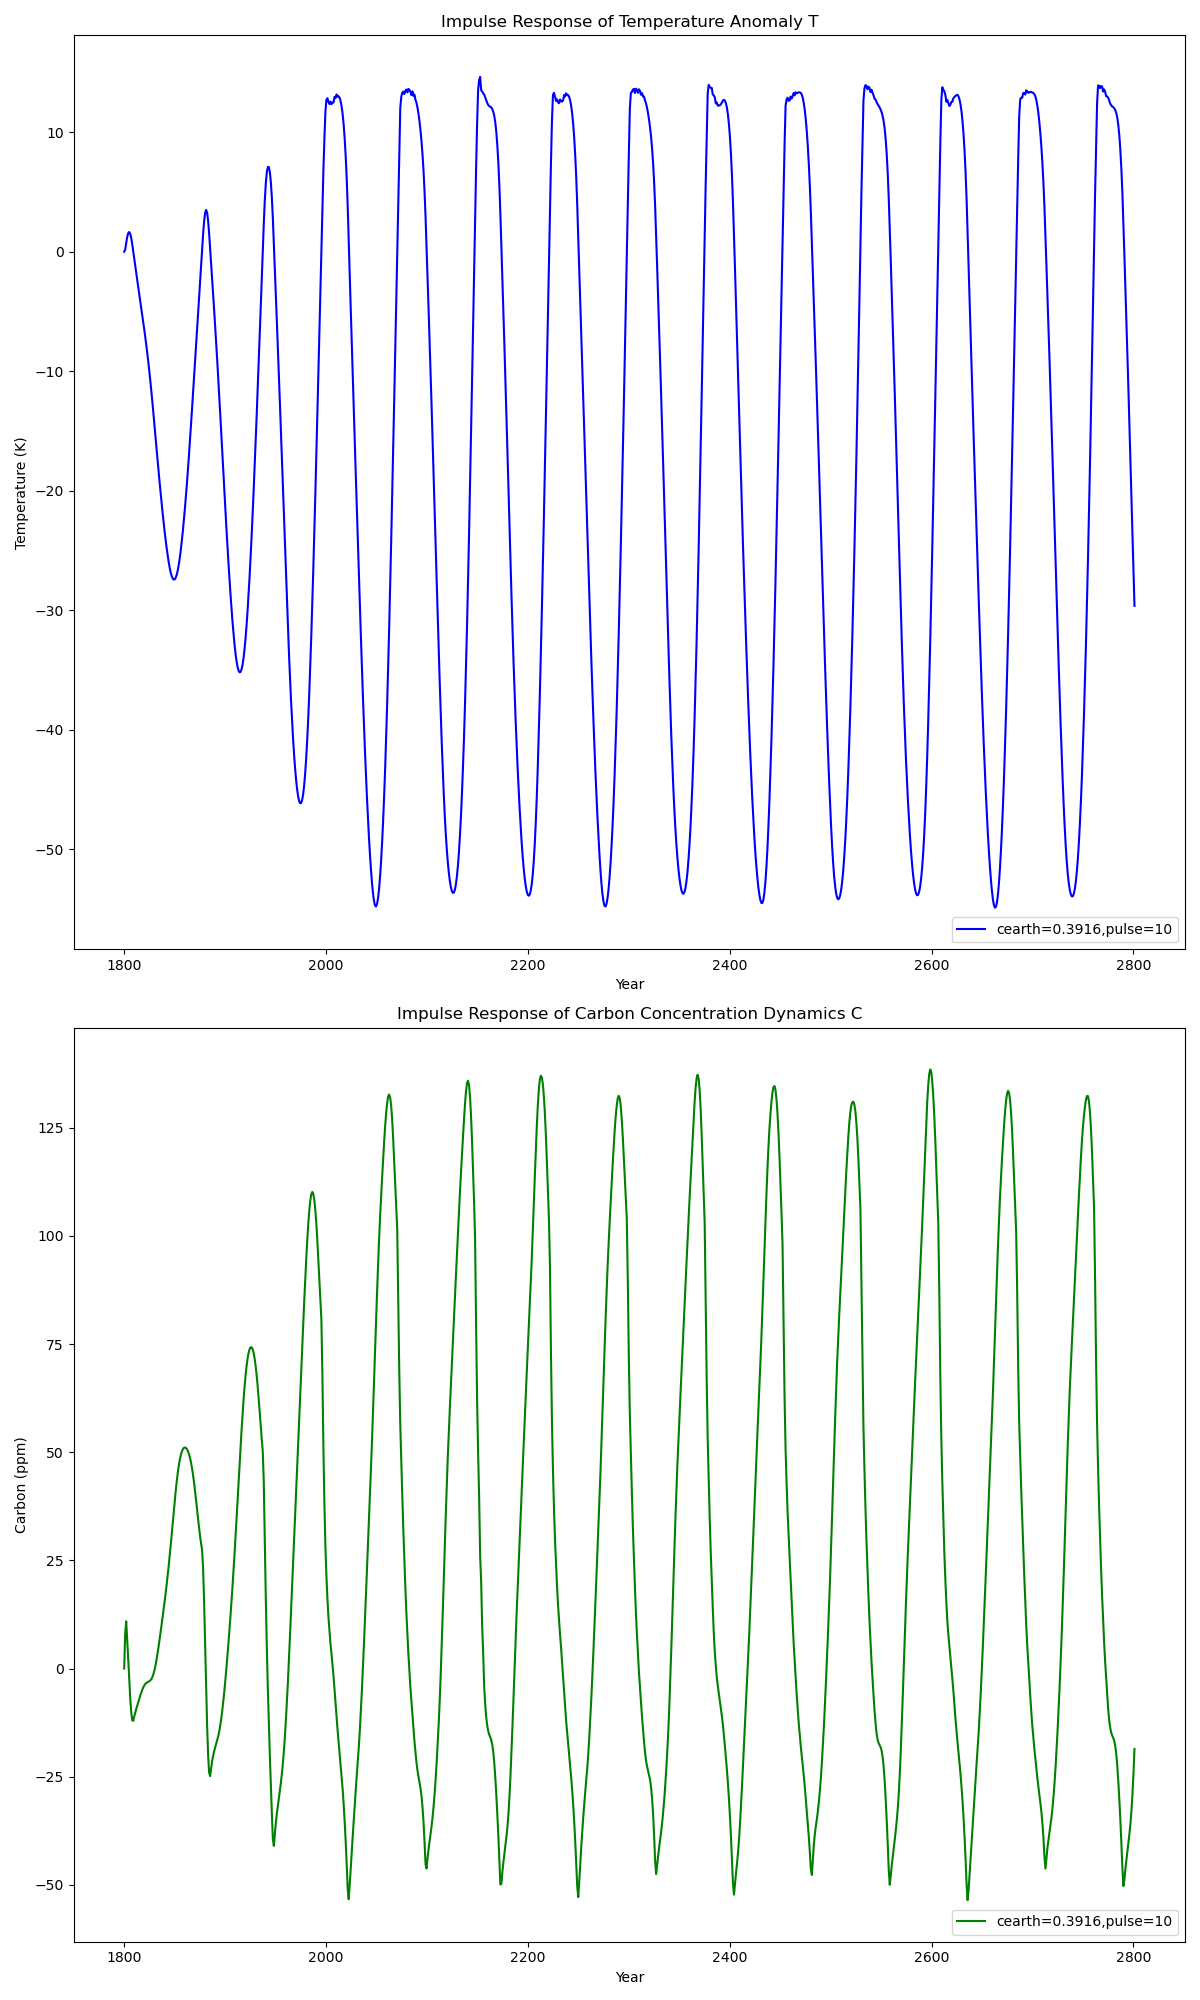 Impulse Response of Temperature Anomaly T
Temperature (K)
10
0
−10
−20
−30
−40
−50
cearth=0.3916,pulse=10
1800 2000 2200 2400 2600 2800
Year
Impulse Response of Carbon Concentration Dynamics C
Carbon (ppm)
125
100
75
50
25
0
−25
−50
cearth=0.3916,pulse=10
1800 2000 2200 2400 2600 2800
Year